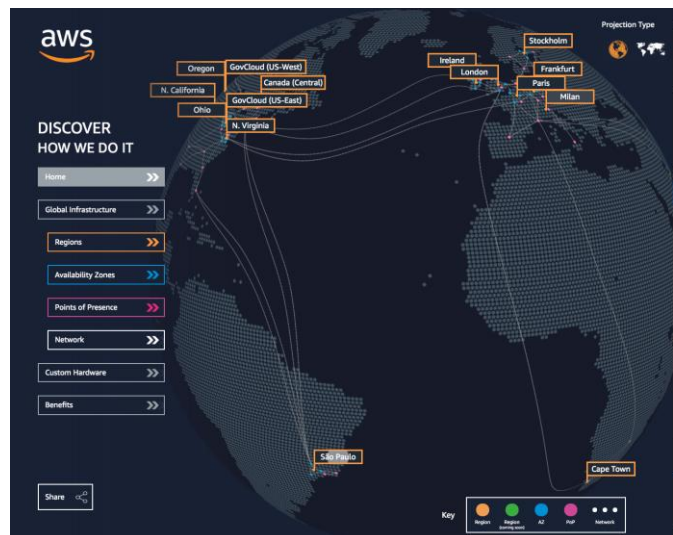 aws
DISCOVER
HOW WE DO IT
Home
Global Infrastructure
Regions
Availability Zones
Points of Presence
Network
Custom Hardware
Benefits
Share
Oregon
GovCloud (US-West)
N. California
Canada (Central)
GovCloud (US-East)
Ohio
N. Virginia
Ireland
London
Stockholm
Frankfurt
Paris
Milan
São Paulo
Cape Town
Projection Type
Key
Region
Region
(coming soon)
AZ
PoP
Network